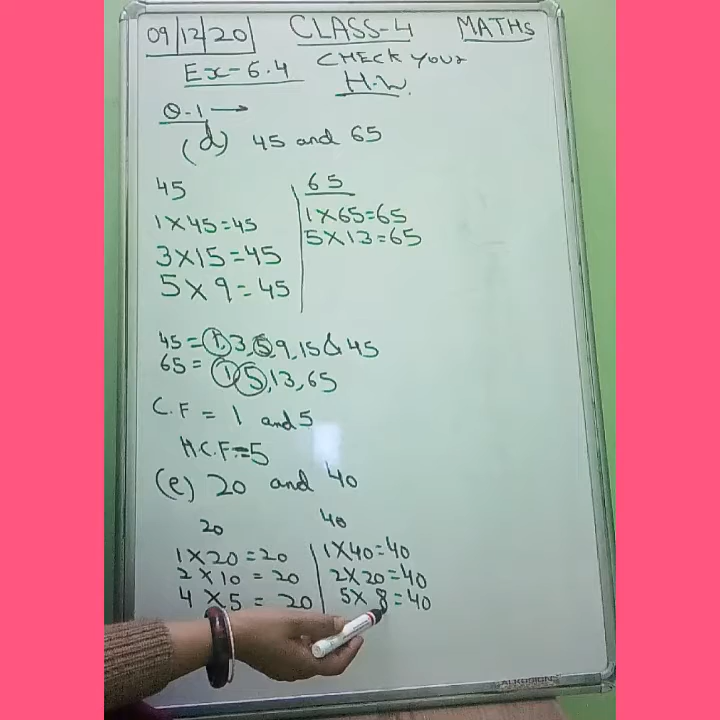 09/12/20 CLASS-4 MATHS
Ex-6.4 CHECK YOUR
H.W.
Q-1 →
(d) 45 and 65
45 | 65
1×45=45 | 1×65=65
3×15=45 | 5×13=65
5×9=45
45=1,3,5,9,15&45
65=1,5,13,65
C.F = 1 and 5
H.C.F=5
(e) 20 and 40
20 | 40
1×20=20 | 1×40=40
2×10=20 | 2×20=40
4×5=20 | 5×8=40